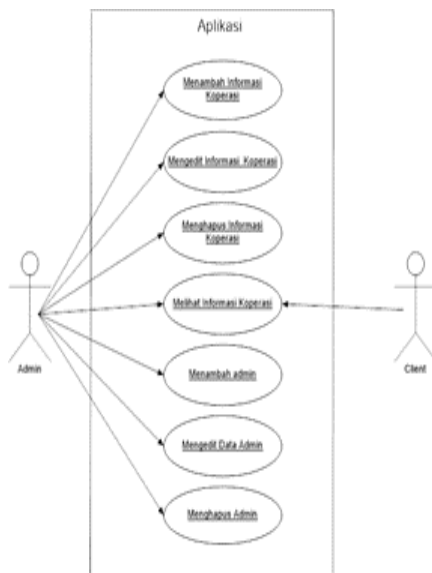 Aplikasi
Menambah Informasi
Koperasi
Mengedit Informasi Koperasi
Menghapus Informasi
Koperasi
Melihat Informasi Koperasi
Admin
Client
Menambah admin
Mengedit Data Admin
Menghapus Admin